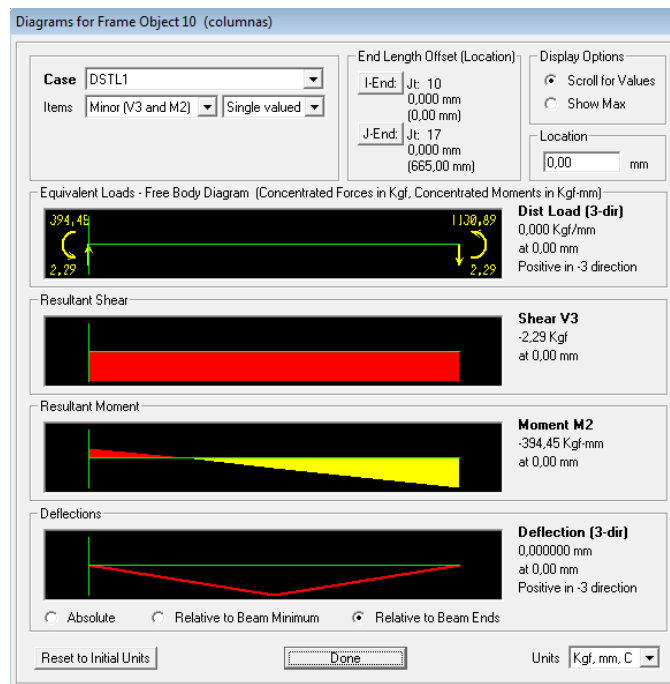 Diagrams for Frame Object 10 (columnas)
Case DSTL1
Items Minor (V3 and M2) Single valued
End Length Offset (Location)
I-End: Jt: 10
0,000 mm
(0,00 mm)
J-End: Jt: 17
0,000 mm
(665,00 mm)
Display Options
Scroll for Values
Show Max
Location
0,00 mm
Equivalent Loads - Free Body Diagram (Concentrated Forces in Kgf, Concentrated Moments in Kgf-mm)
394,45 1130,89
2,29 2,29
Dist Load (3-dir)
0,000 Kgf/mm
at 0,00 mm
Positive in -3 direction
Resultant Shear
Shear V3
-2,29 Kgf
at 0,00 mm
Resultant Moment
Moment M2
-394,45 Kgf-mm
at 0,00 mm
Deflections
Deflection (3-dir)
0,000000 mm
at 0,00 mm
Positive in -3 direction
Absolute Relative to Beam Minimum Relative to Beam Ends
Reset to Initial Units Done Units Kgf, mm, C